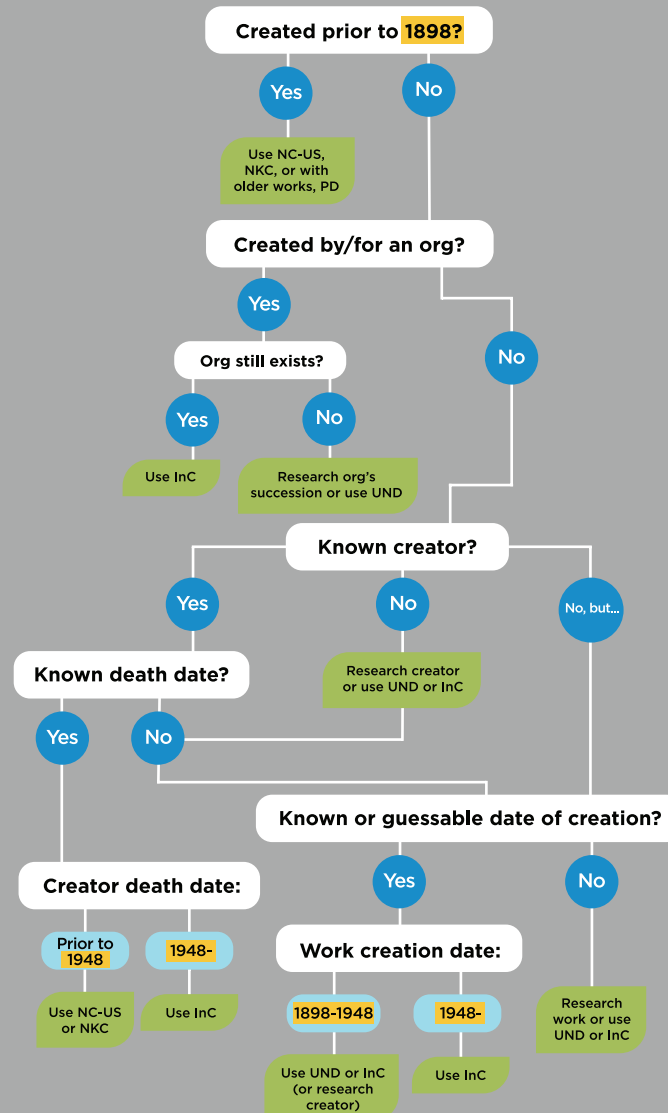 Created prior to 1898?
Yes
No
Use NC-US,
NKC, or with
older works, PD
Created by/for an org?
Yes
No
Org still exists?
Yes
No
Use InC
Research org's
succession or use UND
Known creator?
Yes
No
No, but...
Known death date?
Research creator
or use UND or InC
Yes
No
Known or guessable date of creation?
Yes
No
Creator death date:
Work creation date:
Prior to
1948
1948-
Use NC-US
or NKC
Use InC
1898-1948
1948-
Use UND or InC
(or research
creator)
Use InC
Research
work or use
UND or InC